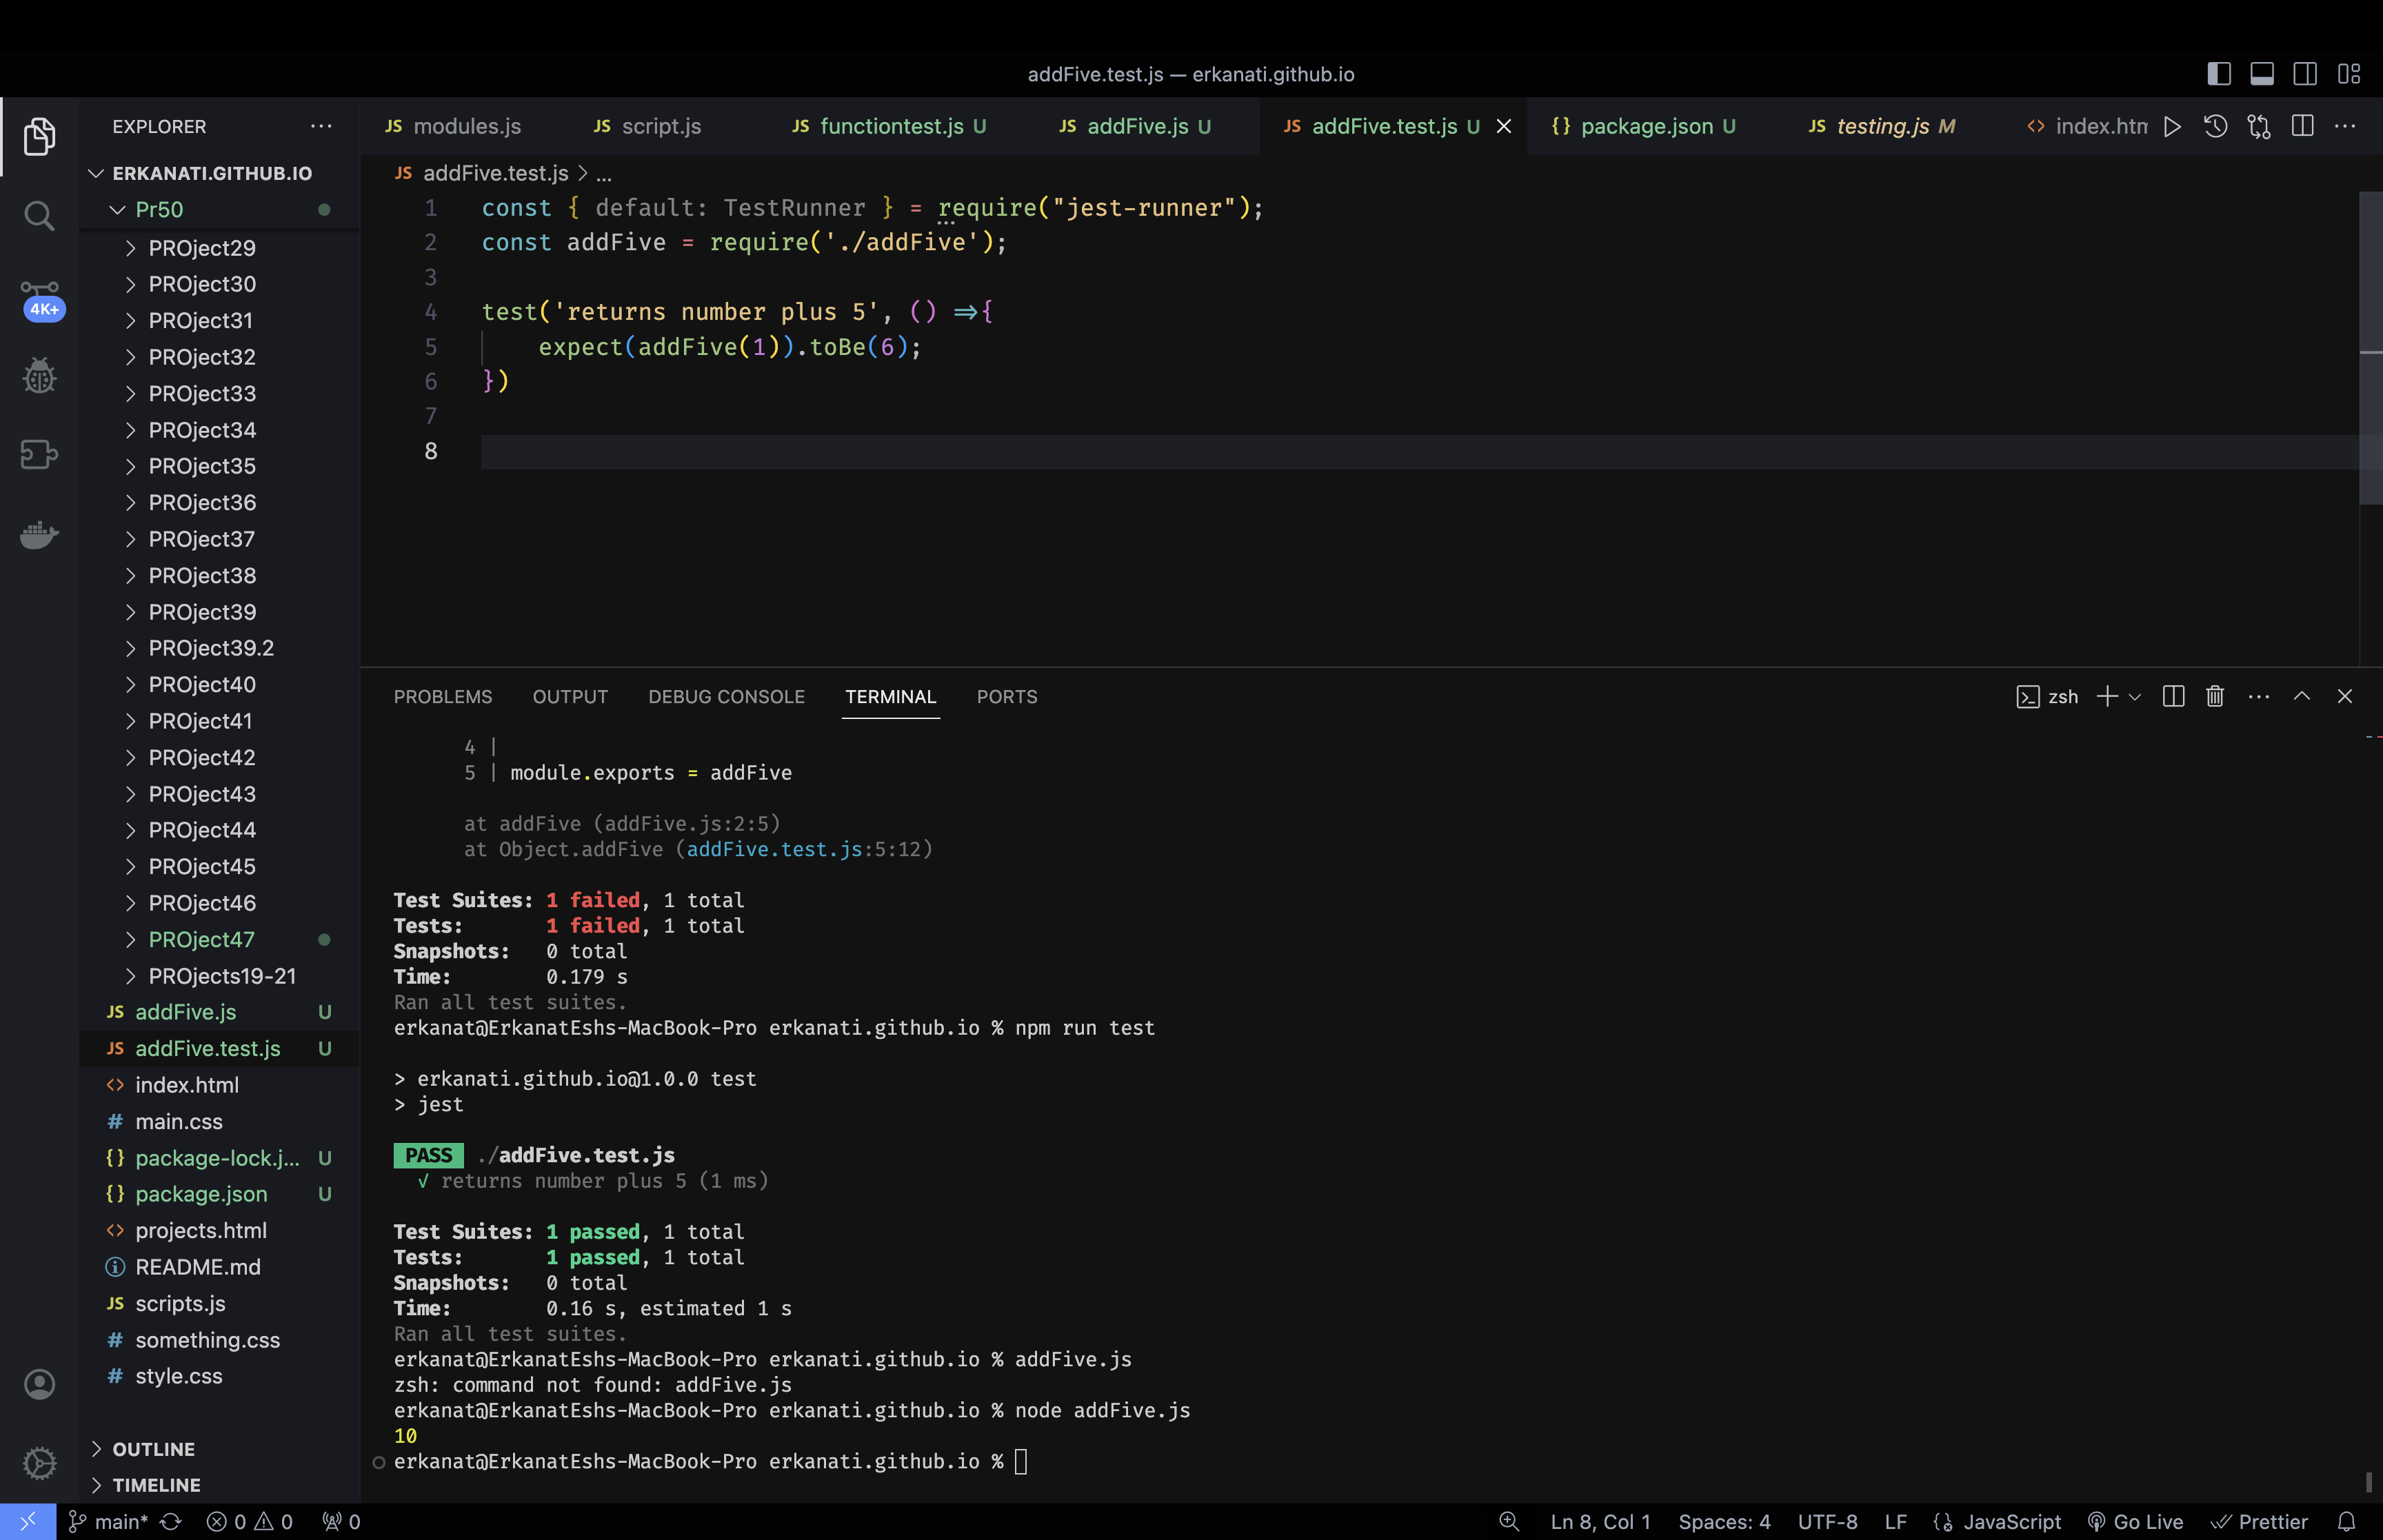 addFive.test.js — erkanati.github.io
EXPLORER
JS modules.js
JS script.js
JS functiontest.js U
JS addFive.js U
JS addFive.test.js U
{} package.json U
JS testing.js M
<> index.htm
ERKANATI.GITHUB.IO
Pr50
PROject29
PROject30
PROject31
PROject32
PROject33
PROject34
PROject35
PROject36
PROject37
PROject38
PROject39
PROject39.2
PROject40
PROject41
PROject42
PROject43
PROject44
PROject45
PROject46
PROject47
PROjects19-21
JS addFive.js U
JS addFive.test.js U
<> index.html
# main.css
{} package-lock.j... U
{} package.json U
<> projects.html
README.md
JS scripts.js
# something.css
# style.css
OUTLINE
TIMELINE
4K+
JS addFive.test.js > ...
1 const { default: TestRunner } = require("jest-runner");
2 const addFive = require('./addFive');
3
4 test('returns number plus 5', () =>{
5 expect(addFive(1)).toBe(6);
6 })
7
8
PROBLEMS OUTPUT DEBUG CONSOLE TERMINAL PORTS
zsh
4 |
5 | module.exports = addFive
at addFive (addFive.js:2:5)
at Object.addFive (addFive.test.js:5:12)
Test Suites: 1 failed, 1 total
Tests: 1 failed, 1 total
Snapshots: 0 total
Time: 0.179 s
Ran all test suites.
erkanat@ErkanatEshs-MacBook-Pro erkanati.github.io % npm run test
> erkanati.github.io@1.0.0 test
> jest
PASS ./addFive.test.js
√ returns number plus 5 (1 ms)
Test Suites: 1 passed, 1 total
Tests: 1 passed, 1 total
Snapshots: 0 total
Time: 0.16 s, estimated 1 s
Ran all test suites.
erkanat@ErkanatEshs-MacBook-Pro erkanati.github.io % addFive.js
zsh: command not found: addFive.js
erkanat@ErkanatEshs-MacBook-Pro erkanati.github.io % node addFive.js
10
erkanat@ErkanatEshs-MacBook-Pro erkanati.github.io %
main* 0 0 0
Ln 8, Col 1 Spaces: 4 UTF-8 LF JavaScript Go Live Prettier